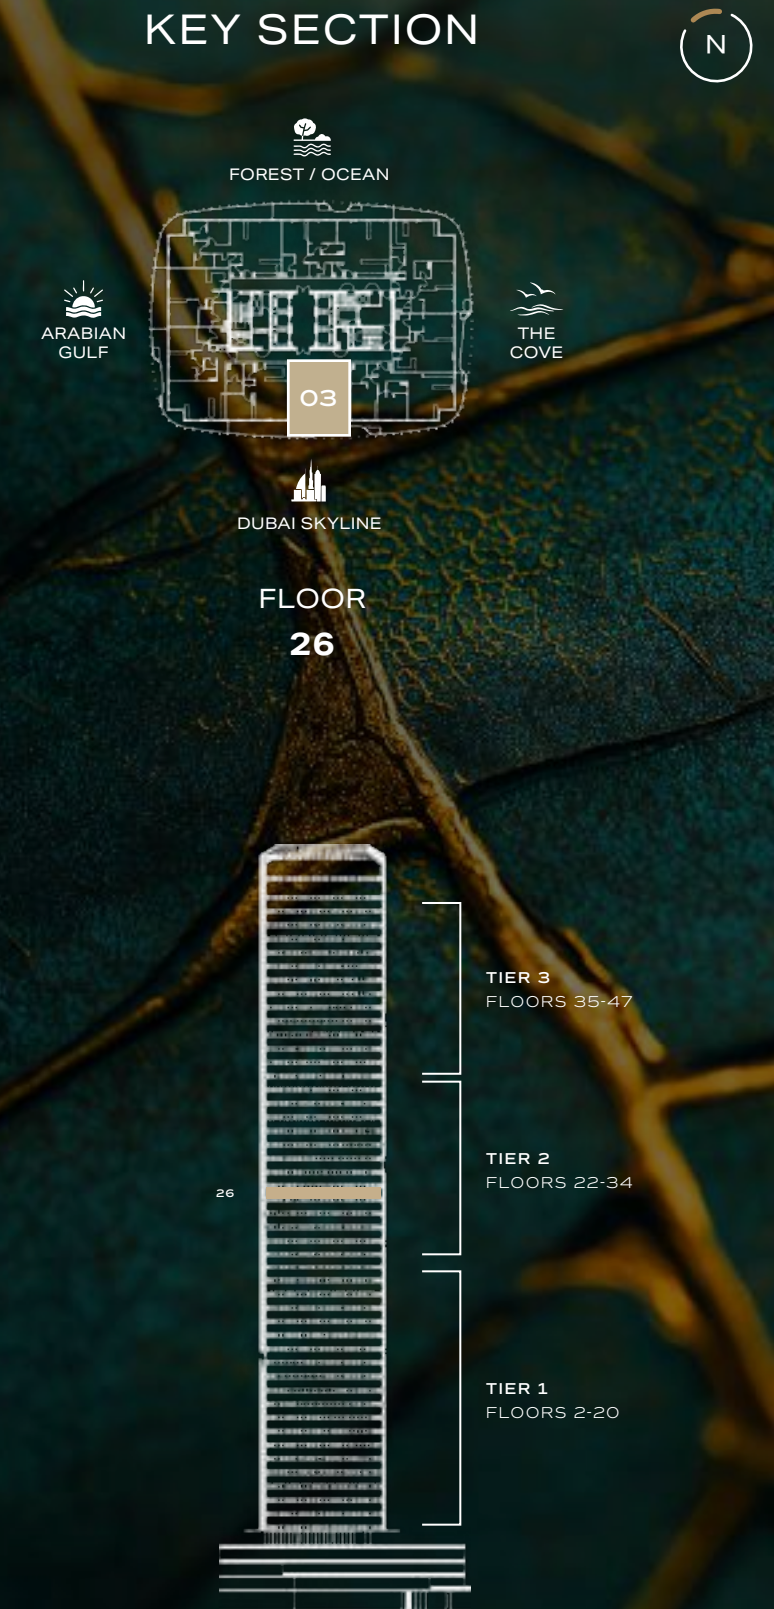 KEY SECTION
N
FOREST / OCEAN
ARABIAN
GULF
THE
COVE
03
DUBAI SKYLINE
FLOOR
26
TIER 3
FLOORS 35-47
TIER 2
FLOORS 22-34
26
TIER 1
FLOORS 2-20